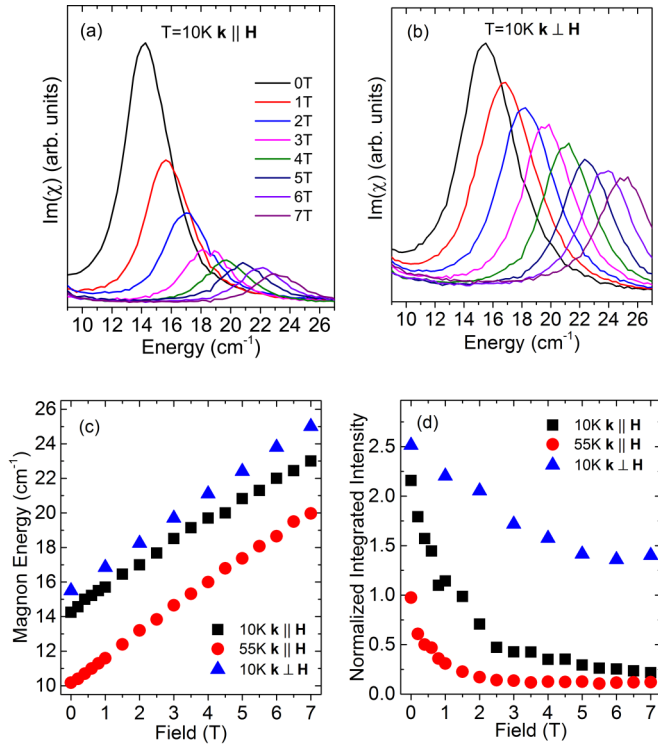 (a)
T=10K k || H
0T
1T
2T
3T
4T
5T
6T
7T
Im(χ) (arb. units)
10 12 14 16 18 20 22 24 26
Energy (cm⁻¹)
(b)
T=10K k ⊥ H
Im(χ) (arb. units)
10 12 14 16 18 20 22 24 26
Energy (cm⁻¹)
(c)
Magnon Energy (cm⁻¹)
26
24
22
20
18
16
14
12
10
10K k || H
55K k || H
10K k ⊥ H
0 1 2 3 4 5 6 7
Field (T)
(d)
Normalized Integrated Intensity
2.5
2.0
1.5
1.0
0.5
0.0
10K k || H
55K k || H
10K k ⊥ H
0 1 2 3 4 5 6 7
Field (T)